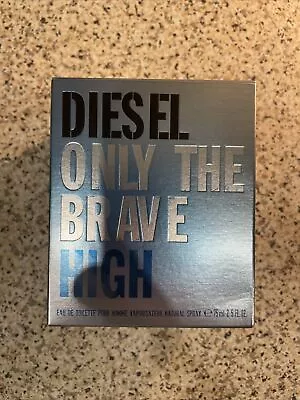 DIESEL
ONLY THE
BRAVE
HIGH
EAU DE TOILETTE POUR HOMME VAPORISATEUR NATURAL SPRAY 75 ml 2.5 FL.OZ.